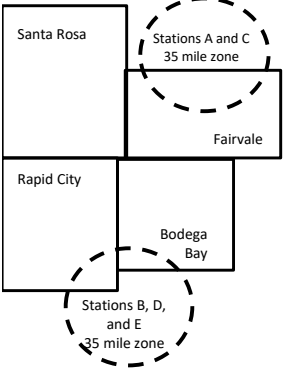 Santa Rosa
Stations A and C
35 mile zone
Fairvale
Rapid City
Bodega
Bay
Stations B, D,
and E
35 mile zone